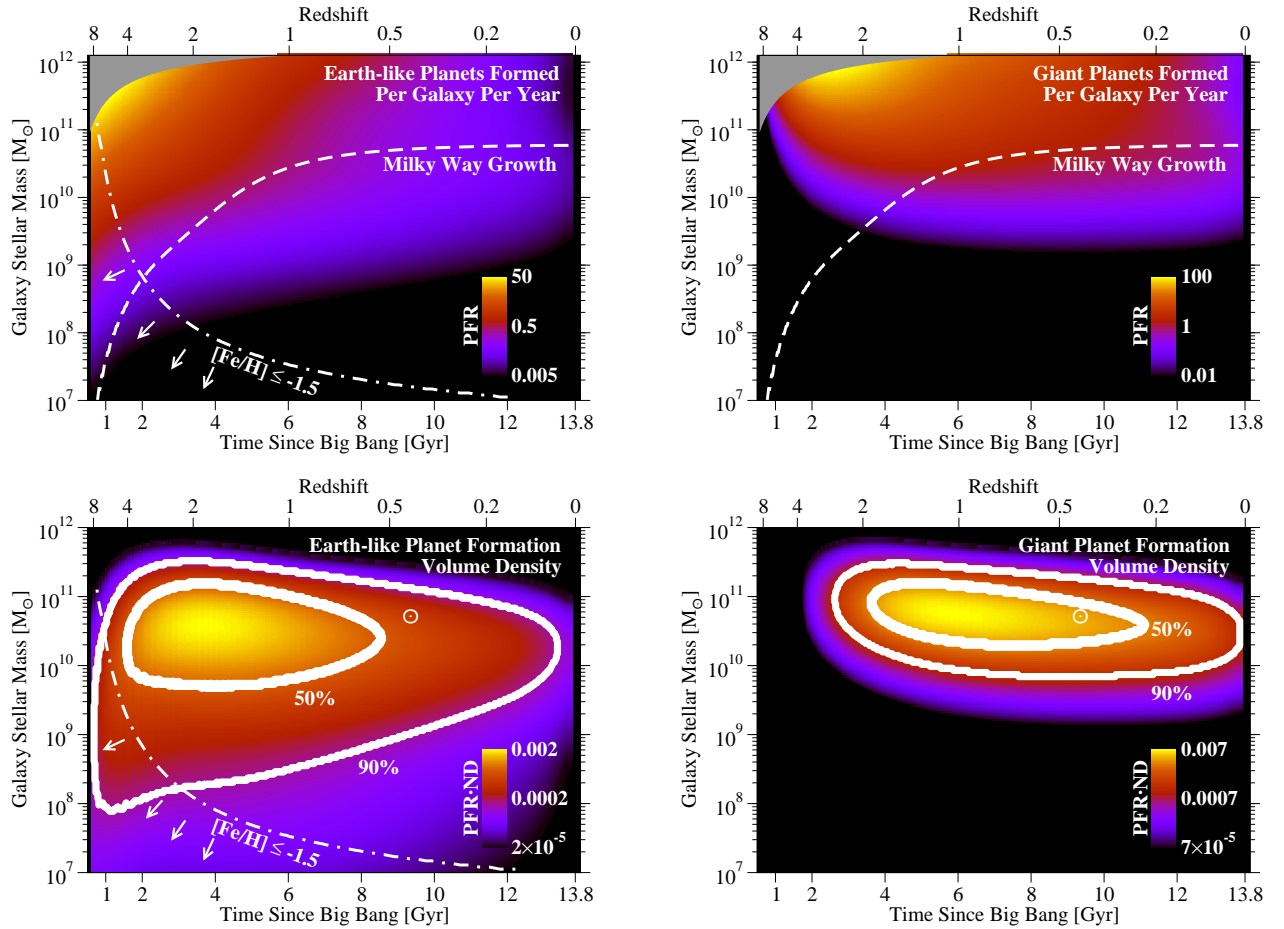 Redshift
8 4 2 1 0.5 0.2 0
Earth-like Planets Formed
Per Galaxy Per Year
Milky Way Growth
[Fe/H] ≤ -1.5
PFR
50
0.5
0.005
Galaxy Stellar Mass [M⊙]
10¹²
10¹¹
10¹⁰
10⁹
10⁸
10⁷
1 2 4 6 8 10 12 13.8
Time Since Big Bang [Gyr]
Redshift
8 4 2 1 0.5 0.2 0
Giant Planets Formed
Per Galaxy Per Year
Milky Way Growth
PFR
100
1
0.01
Galaxy Stellar Mass [M⊙]
10¹²
10¹¹
10¹⁰
10⁹
10⁸
10⁷
1 2 4 6 8 10 12 13.8
Time Since Big Bang [Gyr]
Redshift
8 4 2 1 0.5 0.2 0
Earth-like Planet Formation
Volume Density
⊙
50%
90%
[Fe/H] ≤ -1.5
PFR·ND
0.002
0.0002
2×10⁻⁵
Galaxy Stellar Mass [M⊙]
10¹²
10¹¹
10¹⁰
10⁹
10⁸
10⁷
1 2 4 6 8 10 12 13.8
Time Since Big Bang [Gyr]
Redshift
8 4 2 1 0.5 0.2 0
Giant Planet Formation
Volume Density
⊙
50%
90%
PFR·ND
0.007
0.0007
7×10⁻⁵
Galaxy Stellar Mass [M⊙]
10¹²
10¹¹
10¹⁰
10⁹
10⁸
10⁷
1 2 4 6 8 10 12 13.8
Time Since Big Bang [Gyr]